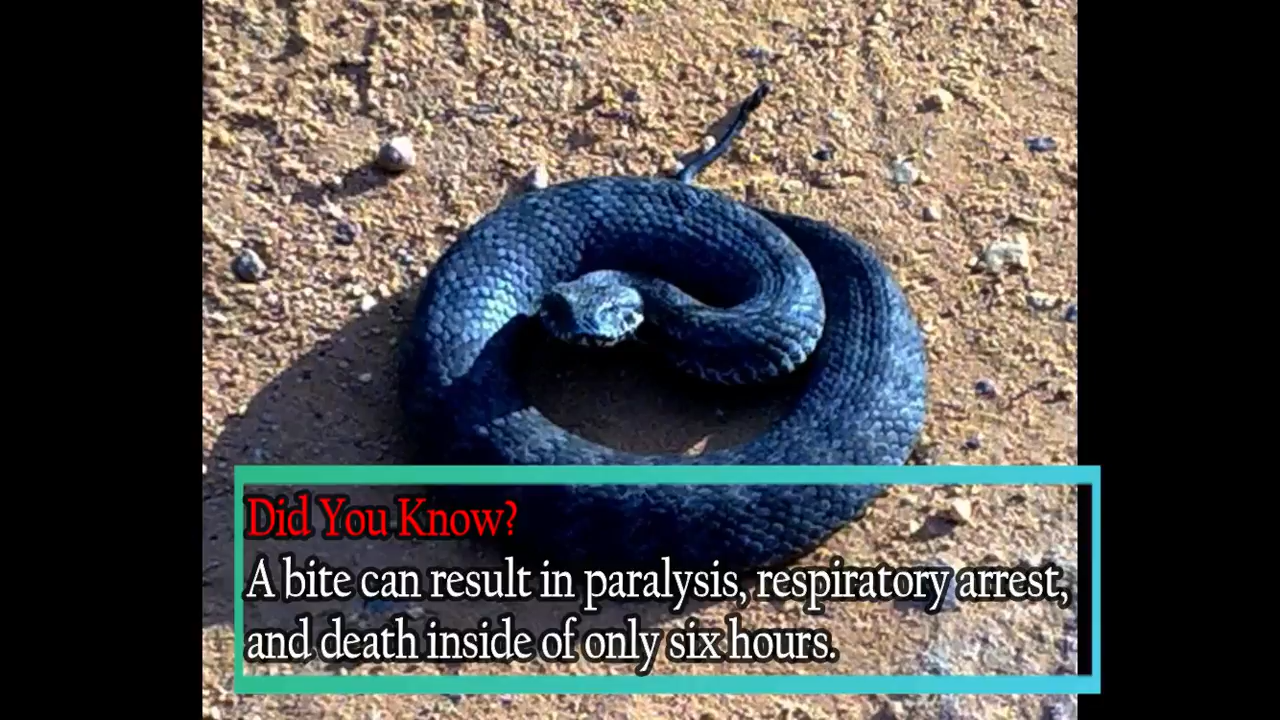 Did You Know?
A bite can result in paralysis, respiratory arrest,
and death inside of only six hours.